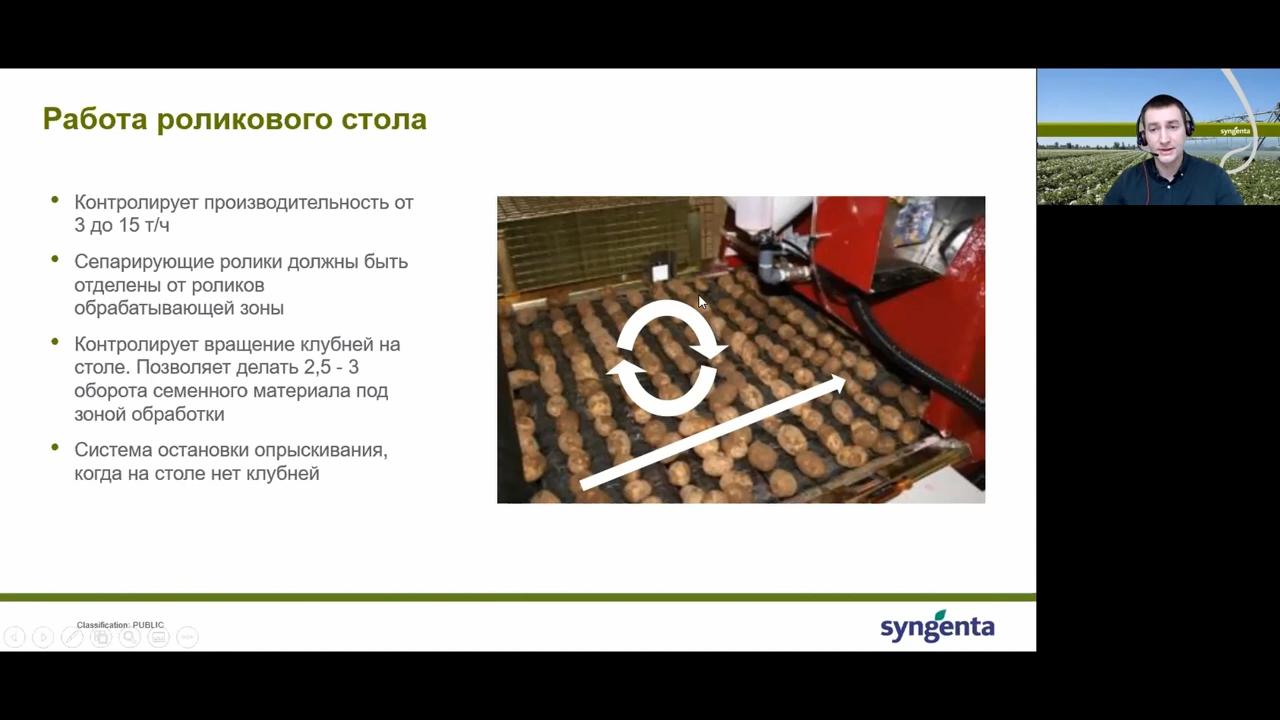 Работа роликового стола
• Контролирует производительность от
3 до 15 т/ч
• Сепарирующие ролики должны быть
отделены от роликов
обрабатывающей зоны
• Контролирует вращение клубней на
столе. Позволяет делать 2,5 - 3
оборота семенного материала под
зоной обработки
• Система остановки опрыскивания,
когда на столе нет клубней
syngenta
Classification: PUBLIC
syngenta